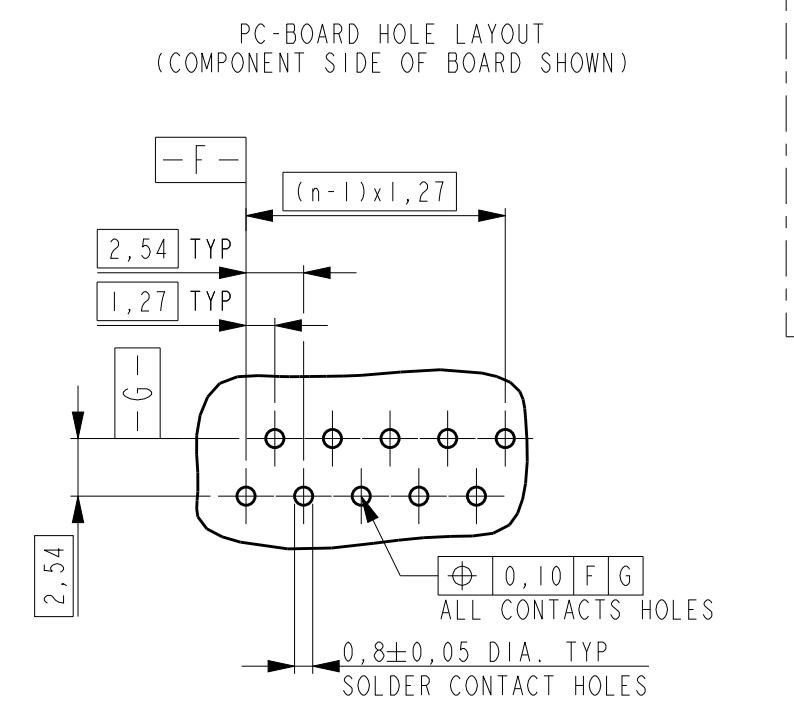 PC-BOARD HOLE LAYOUT
(COMPONENT SIDE OF BOARD SHOWN)
-F-
(n-1)x1,27
2,54 TYP
1,27 TYP
-G-
2,54
⌖ 0,10 F G
ALL CONTACTS HOLES
0,8±0,05 DIA. TYP
SOLDER CONTACT HOLES